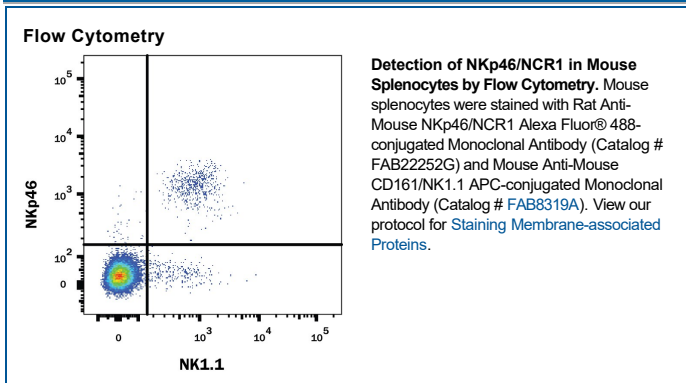 Flow Cytometry
10⁵
10⁴
10³
10²
0
NKp46
0
10³
10⁴
10⁵
NK1.1
Detection of NKp46/NCR1 in Mouse
Splenocytes by Flow Cytometry. Mouse
splenocytes were stained with Rat Anti-
Mouse NKp46/NCR1 Alexa Fluor® 488-
conjugated Monoclonal Antibody (Catalog #
FAB22252G) and Mouse Anti-Mouse
CD161/NK1.1 APC-conjugated Monoclonal
Antibody (Catalog # FAB8319A). View our
protocol for Staining Membrane-associated
Proteins.